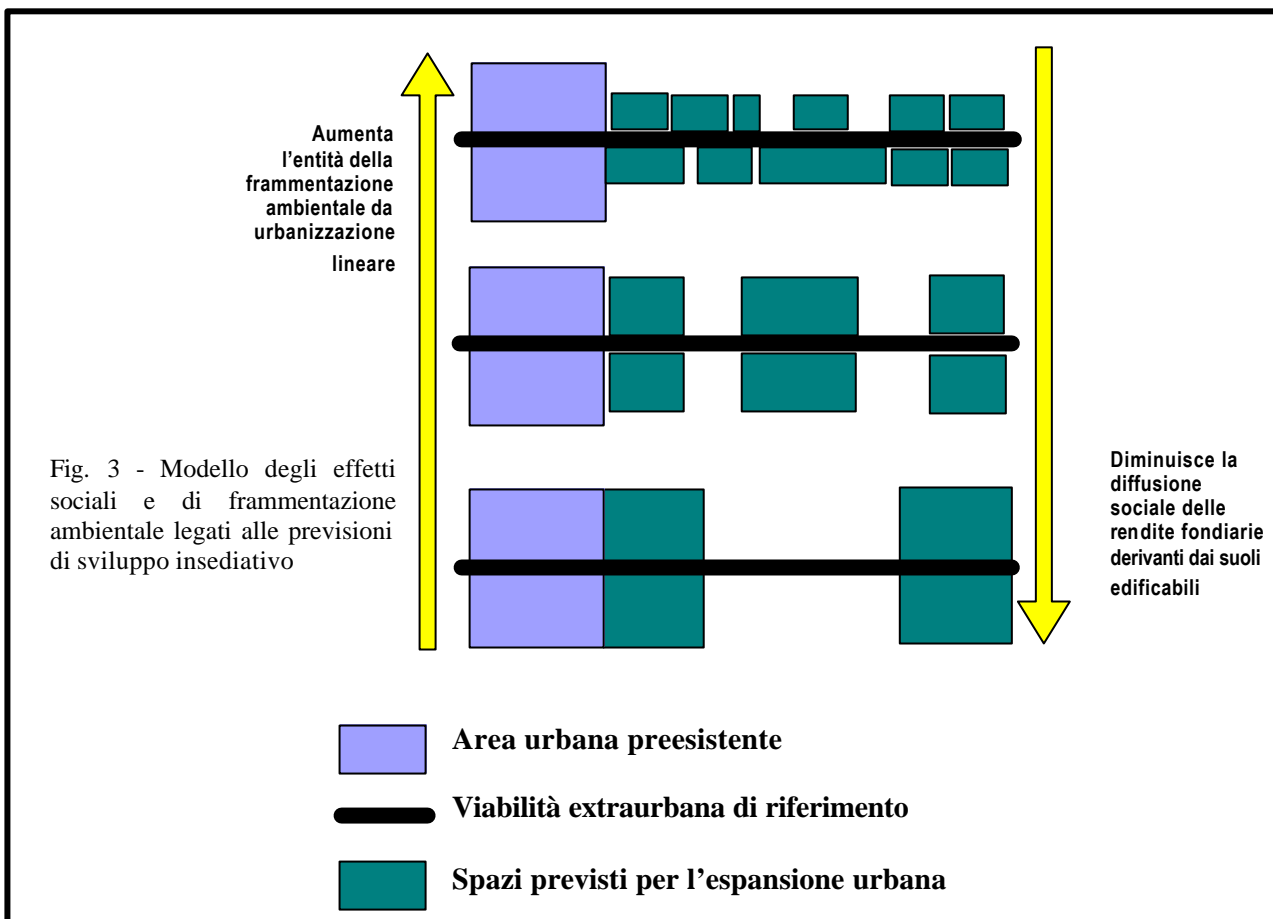 Aumenta
l'entità della
frammentazione
ambientale da
urbanizzazione
lineare
Fig. 3 - Modello degli effetti
sociali e di frammentazione
ambientale legati alle previsioni
di sviluppo insediativo
Diminuisce la
diffusione
sociale delle
rendite fondiarie
derivanti dai suoli
edificabili
Area urbana preesistente
Viabilità extraurbana di riferimento
Spazi previsti per l'espansione urbana